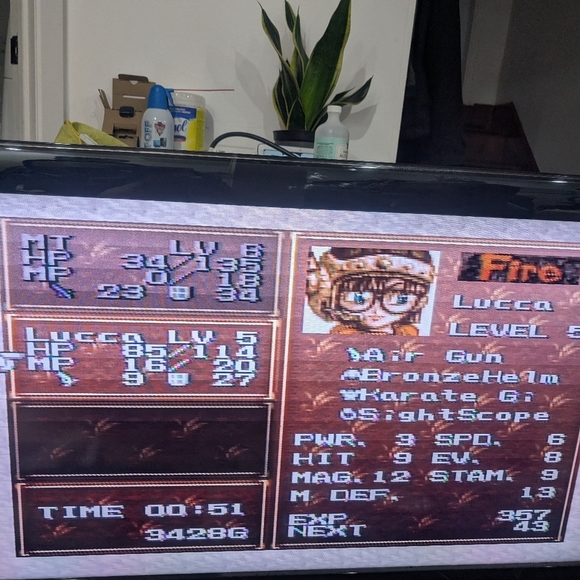 OFF
MT LV 6
HP 34/135
MP 0/18
23 34
Lucca LV 5
HP 85/114
MP 16/20
9 27
TIME 00:51
3428G
Fire
Lucca
LEVEL 5
Air Gun
BronzeHelm
Karate Gi
SightScope
PWR. 3 SPD. 6
HIT 9 EV. 8
MAG.12 STAM. 9
M DEF. 13
EXP 357
NEXT 43